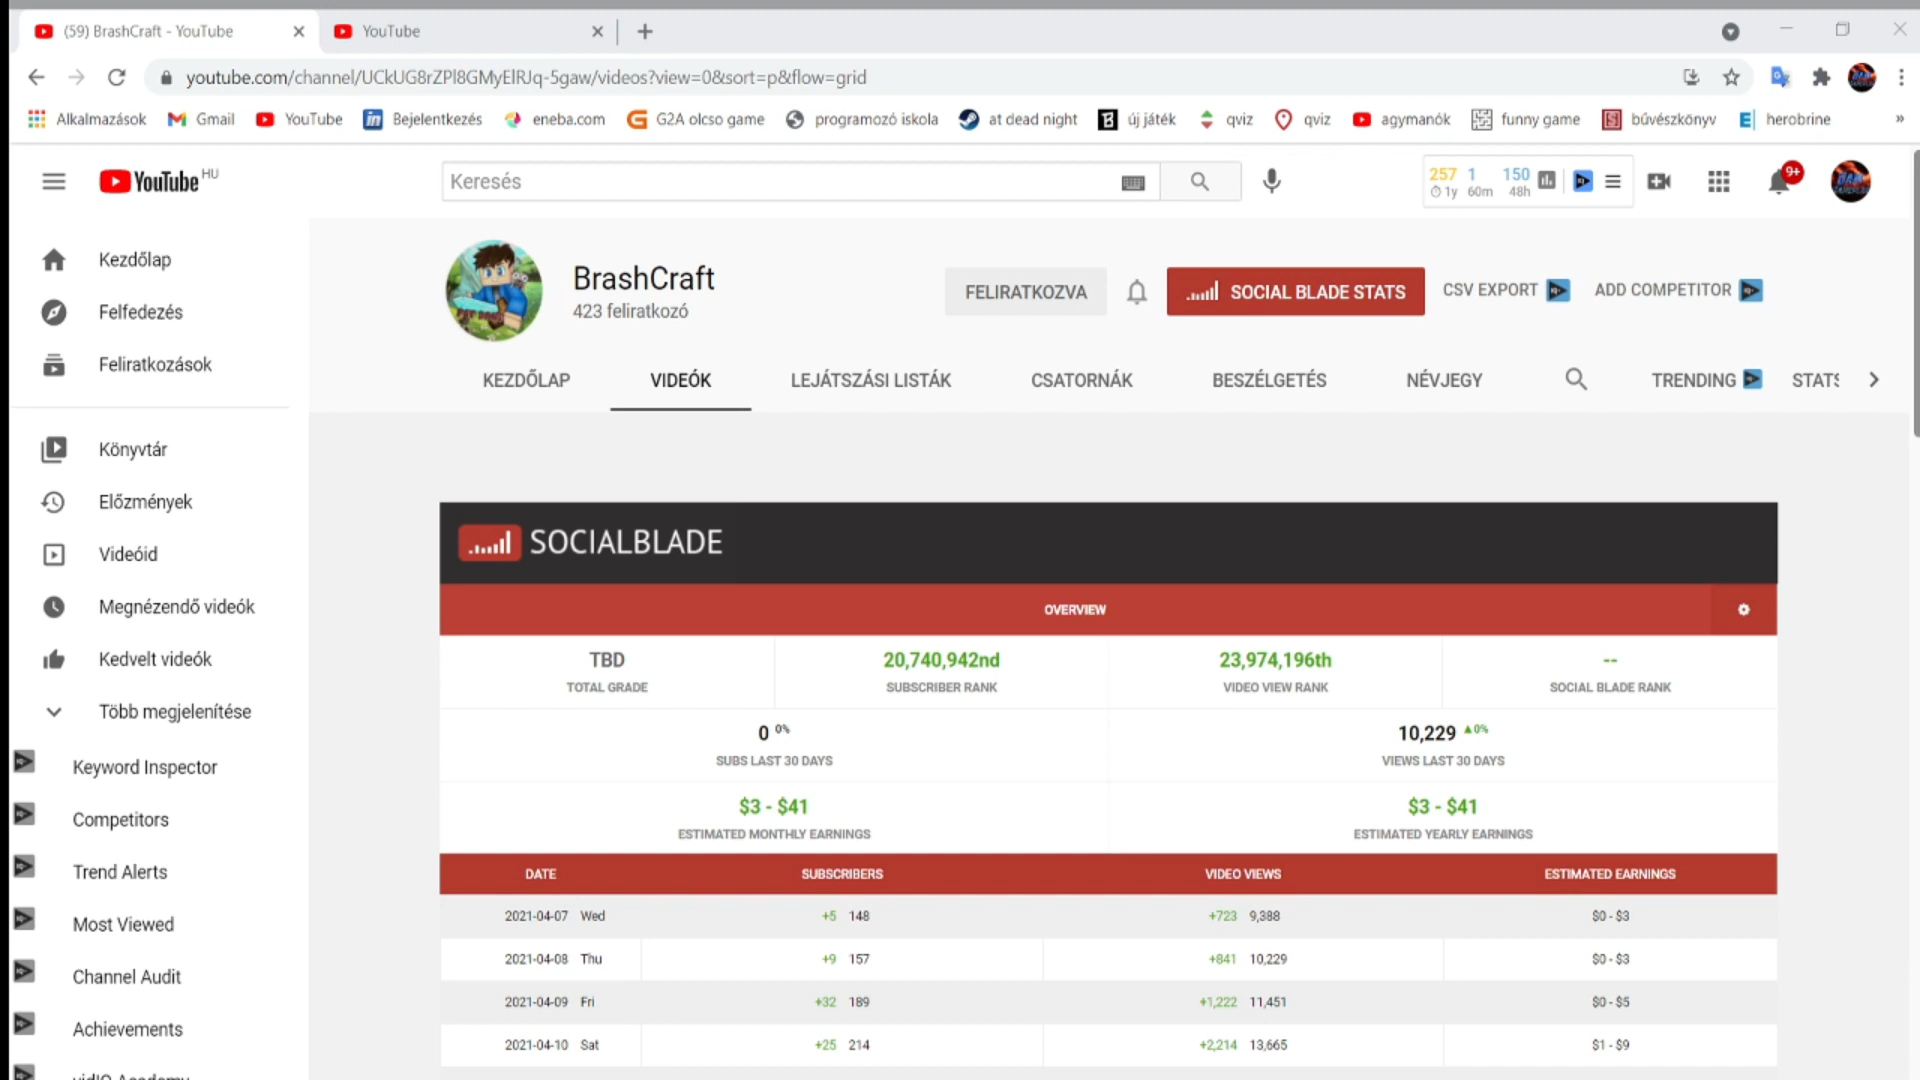 (59) BrashCraft - YouTube
YouTube
youtube.com/channel/UCkUG8rZPl8GMyElRJq-5gaw/videos?view=0&sort=p&flow=grid
Alkalmazások Gmail YouTube Bejelentkezés eneba.com G2A olcso game programozó iskola at dead night új játék qviz qviz agymanók funny game bűvészkönyv herobrine »
YouTube HU
Keresés
257 1 150
1y 60m 48h
9+
Kezdőlap
Felfedezés
Feliratkozások
Könyvtár
Előzmények
Videóid
Megnézendő videók
Kedvelt videók
Több megjelenítése
Keyword Inspector
Competitors
Trend Alerts
Most Viewed
Channel Audit
Achievements
BrashCraft
423 feliratkozó
FELIRATKOZVA
SOCIAL BLADE STATS
CSV EXPORT
ADD COMPETITOR
KEZDŐLAP VIDEÓK LEJÁTSZÁSI LISTÁK CSATORNÁK BESZÉLGETÉS NÉVJEGY TRENDING STATS
SOCIALBLADE
OVERVIEW
TBD 20,740,942nd 23,974,196th --
TOTAL GRADE SUBSCRIBER RANK VIDEO VIEW RANK SOCIAL BLADE RANK
0 0% 10,229 ▲0%
SUBS LAST 30 DAYS VIEWS LAST 30 DAYS
$3 - $41 $3 - $41
ESTIMATED MONTHLY EARNINGS ESTIMATED YEARLY EARNINGS
DATE SUBSCRIBERS VIDEO VIEWS ESTIMATED EARNINGS
2021-04-07 Wed +5 148 +723 9,388 $0 - $3
2021-04-08 Thu +9 157 +841 10,229 $0 - $3
2021-04-09 Fri +32 189 +1,222 11,451 $0 - $5
2021-04-10 Sat +25 214 +2,214 13,665 $1 - $9